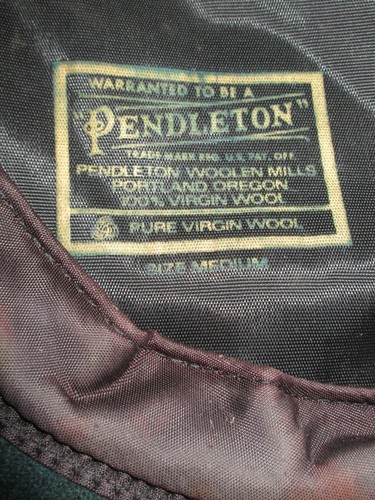 WARRANTED TO BE A
"PENDLETON"
TRADE MARK REG. U.S. PAT. OFF.
PENDLETON WOOLEN MILLS
PORTLAND OREGON
100% VIRGIN WOOL
PURE VIRGIN WOOL
SIZE MEDIUM